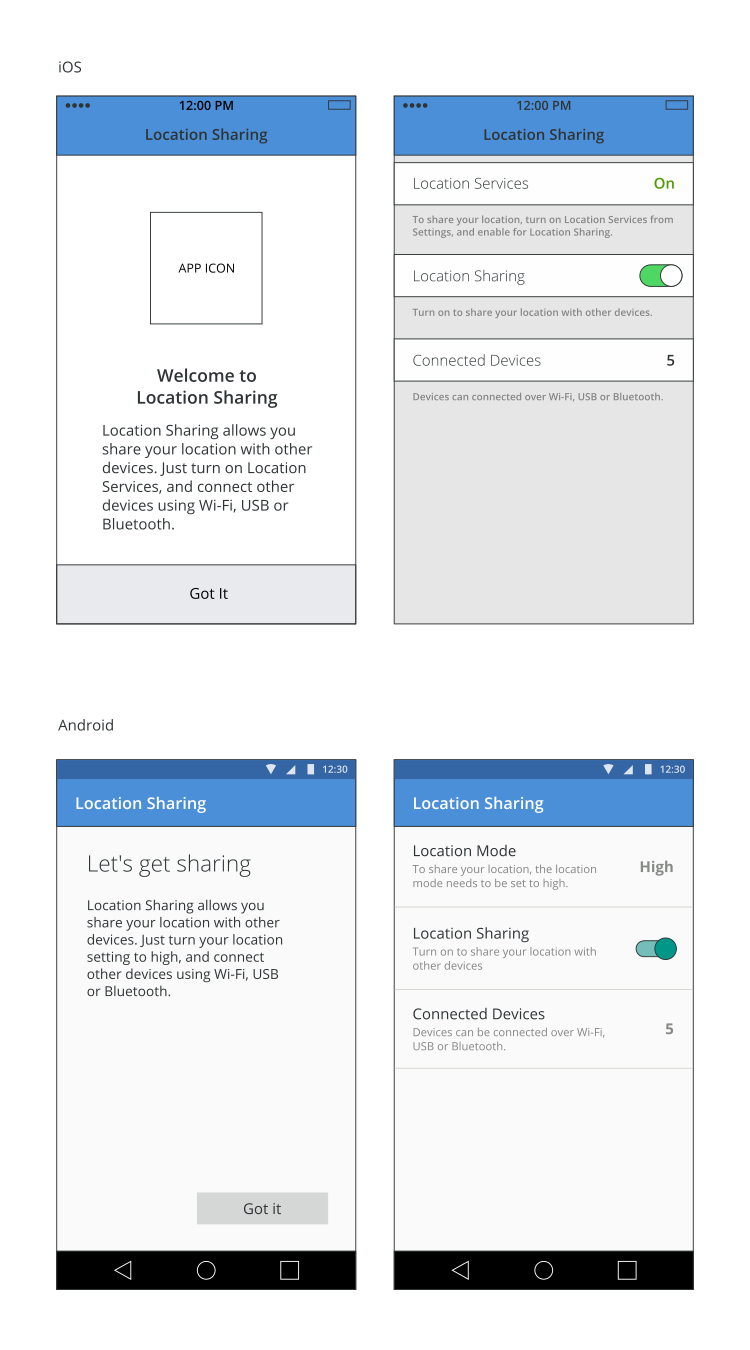 iOS
12:00 PM
Location Sharing
APP ICON
Welcome to
Location Sharing
Location Sharing allows you
share your location with other
devices. Just turn on Location
Services, and connect other
devices using Wi-Fi, USB or
Bluetooth.
Got It
12:00 PM
Location Sharing
Location Services On
To share your location, turn on Location Services from
Settings, and enable for Location Sharing.
Location Sharing
Turn on to share your location with other devices.
Connected Devices 5
Devices can connected over Wi-Fi, USB or Bluetooth.
Android
12:30
Location Sharing
Let's get sharing
Location Sharing allows you
share your location with other
devices. Just turn your location
setting to high, and connect
other devices using Wi-Fi, USB
or Bluetooth.
Got it
12:30
Location Sharing
Location Mode
To share your location, the location
mode needs to be set to high.
High
Location Sharing
Turn on to share your location with
other devices
Connected Devices
Devices can be connected over Wi-Fi,
USB or Bluetooth.
5